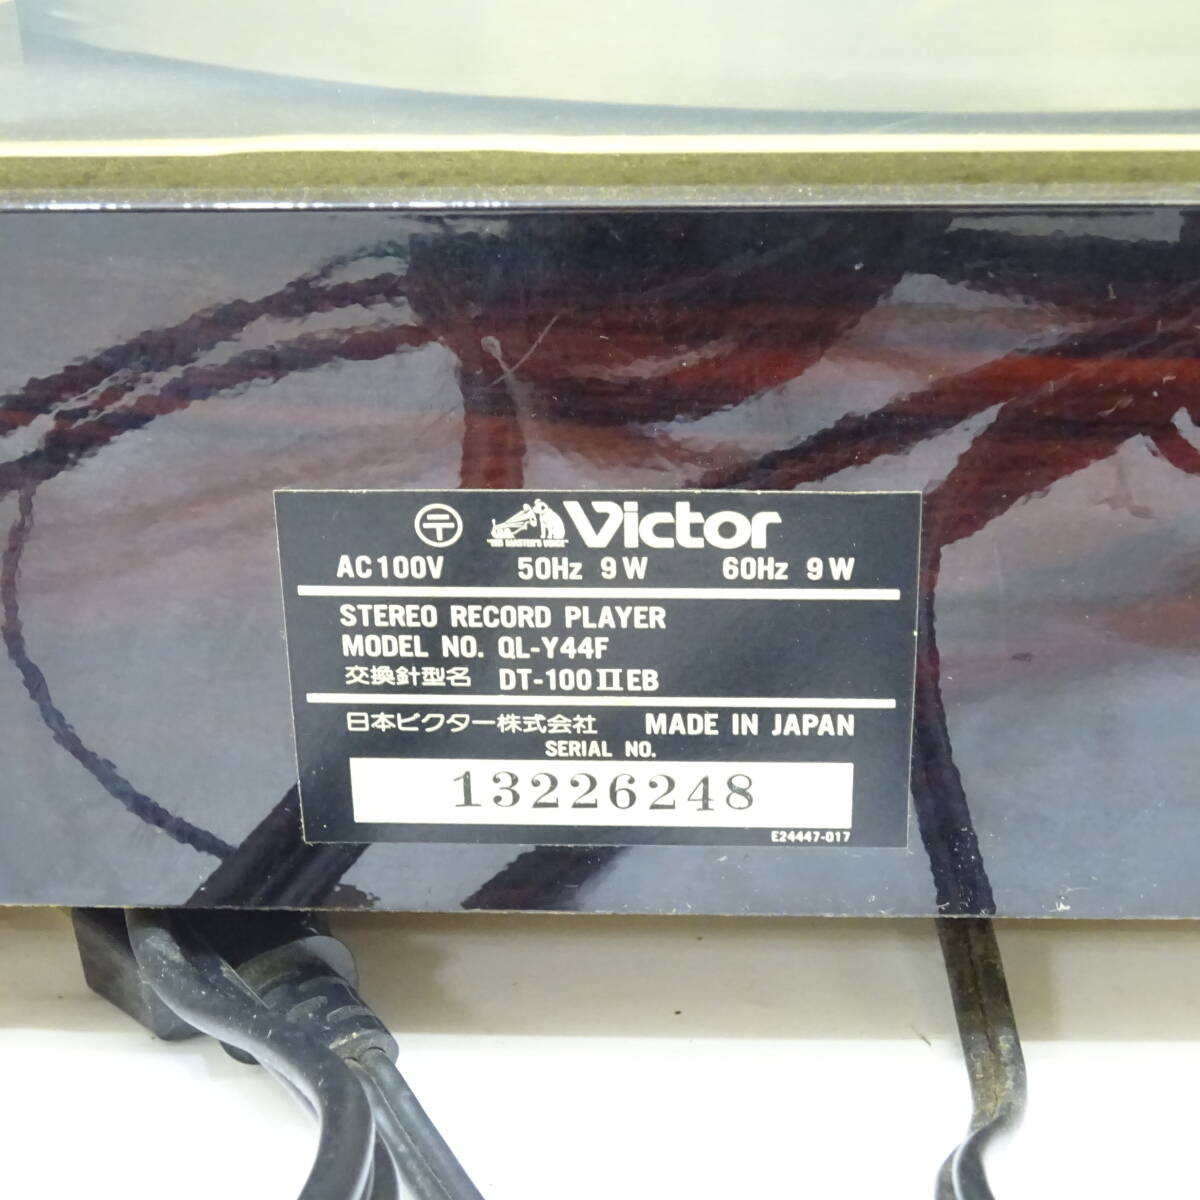 〒 "HIS MASTER'S VOICE" Victor
AC100V 50Hz 9W 60Hz 9W
STEREO RECORD PLAYER
MODEL NO. QL-Y44F
交換針型名 DT-100ⅡEB
日本ビクター株式会社 MADE IN JAPAN
SERIAL NO.
13226248
E24447-017